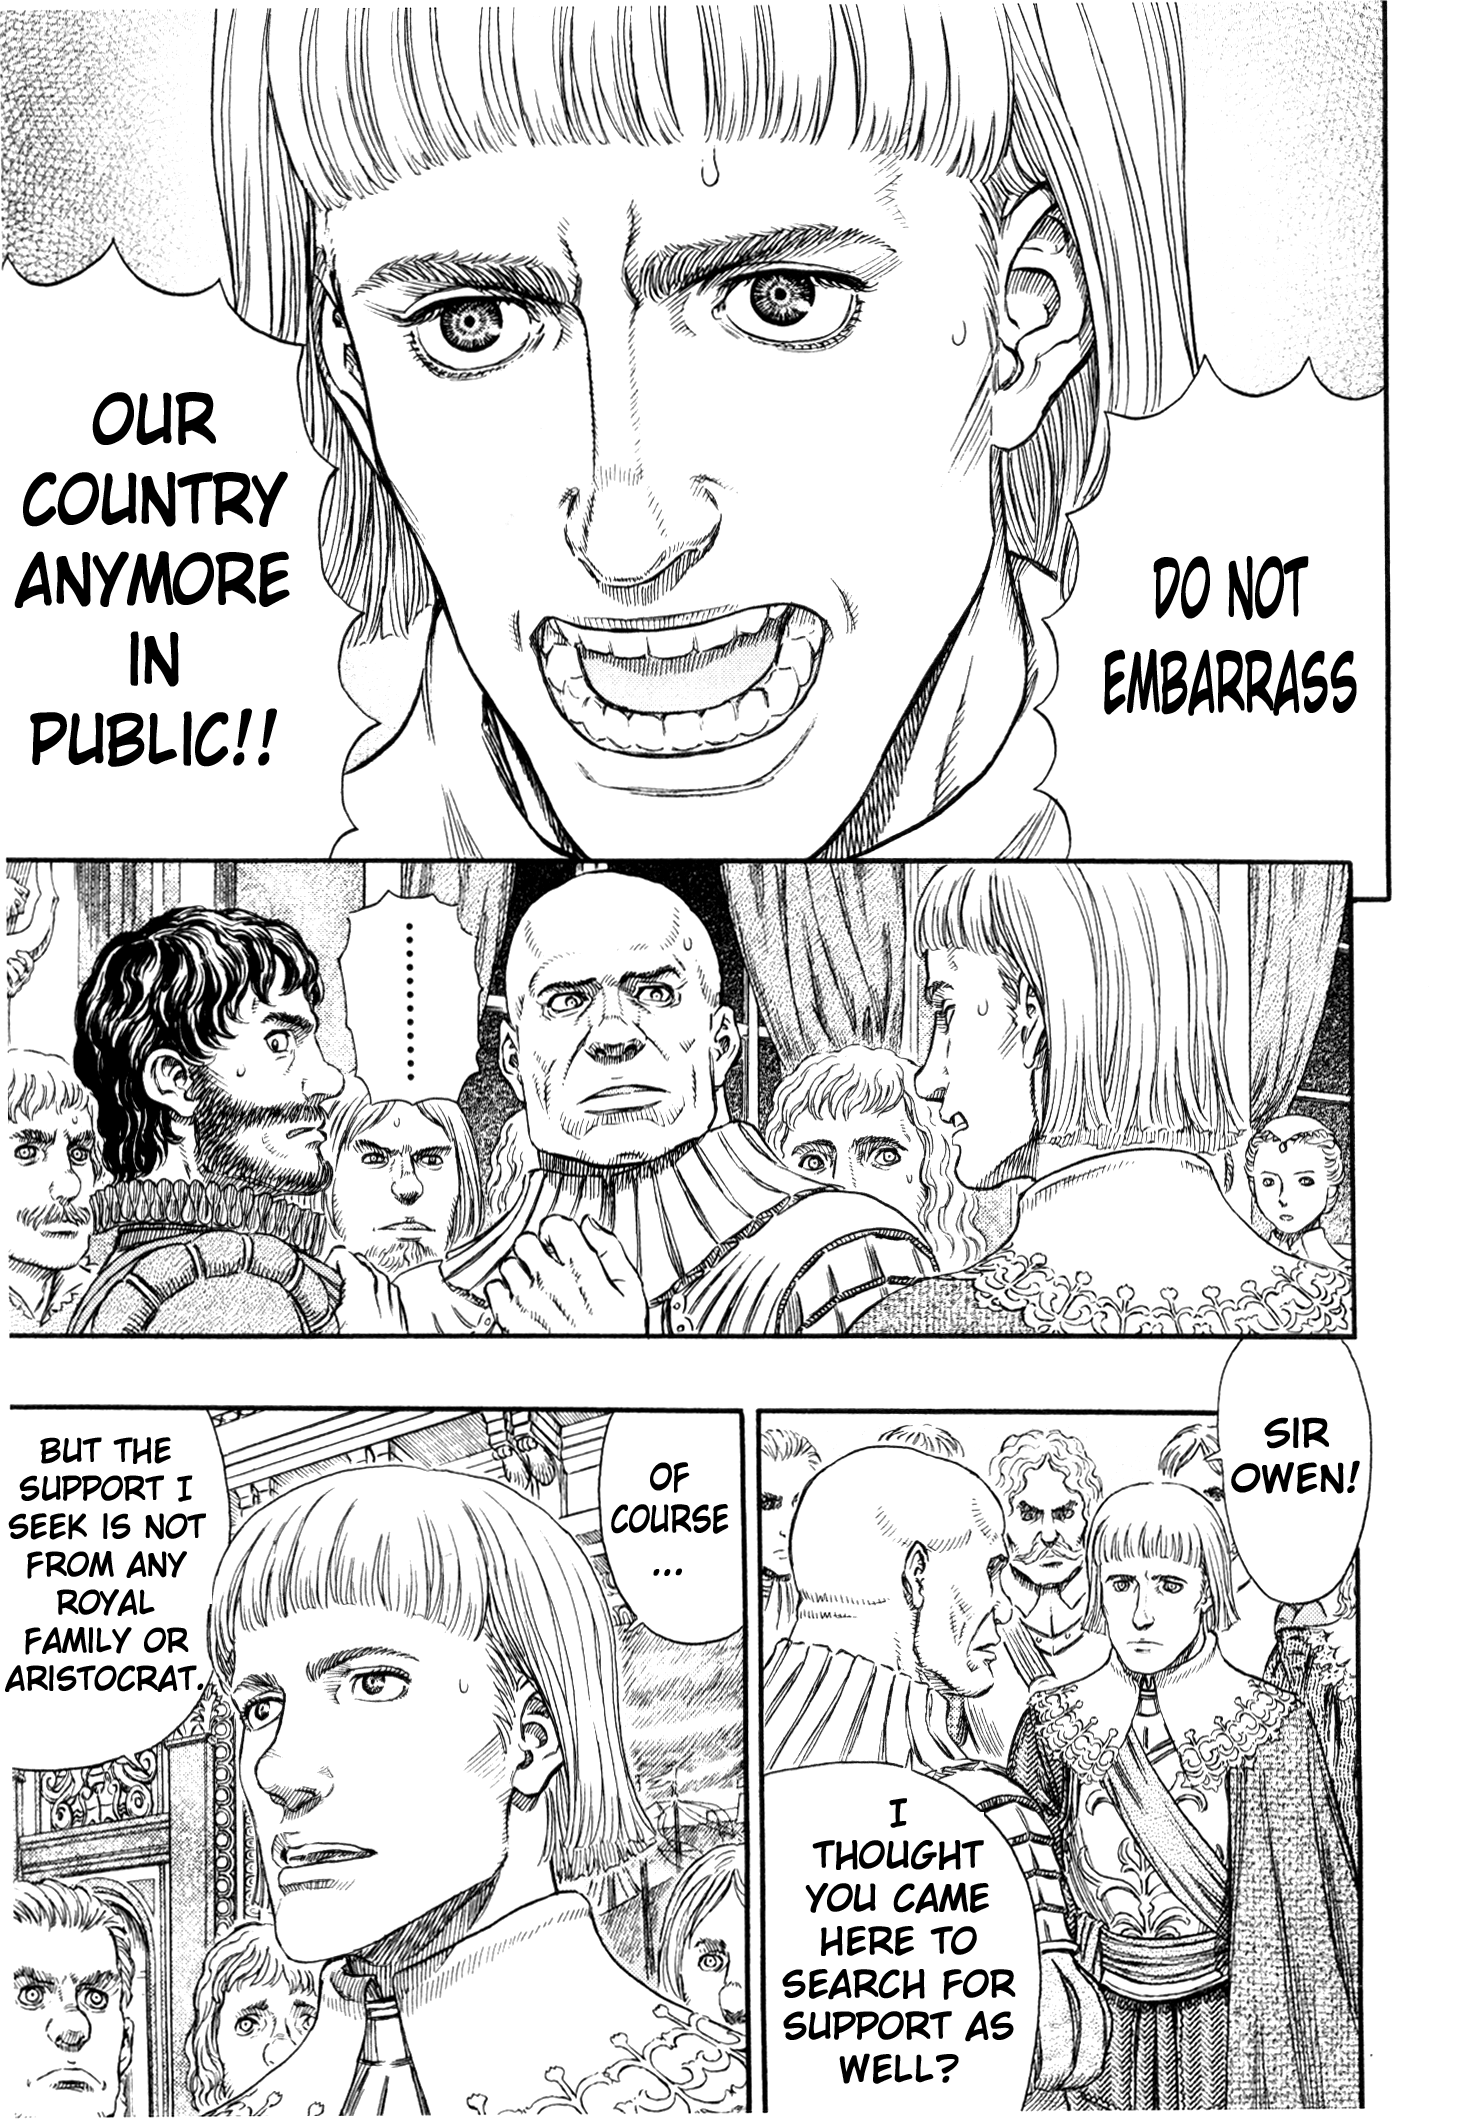 DO NOT
EMBARRASS
OUR
COUNTRY
ANYMORE
IN
PUBLIC!!
.........
SIR
OWEN!
I
THOUGHT
YOU CAME
HERE TO
SEARCH FOR
SUPPORT AS
WELL?
OF
COURSE
...
BUT THE
SUPPORT I
SEEK IS NOT
FROM ANY
ROYAL
FAMILY OR
ARISTOCRAT.